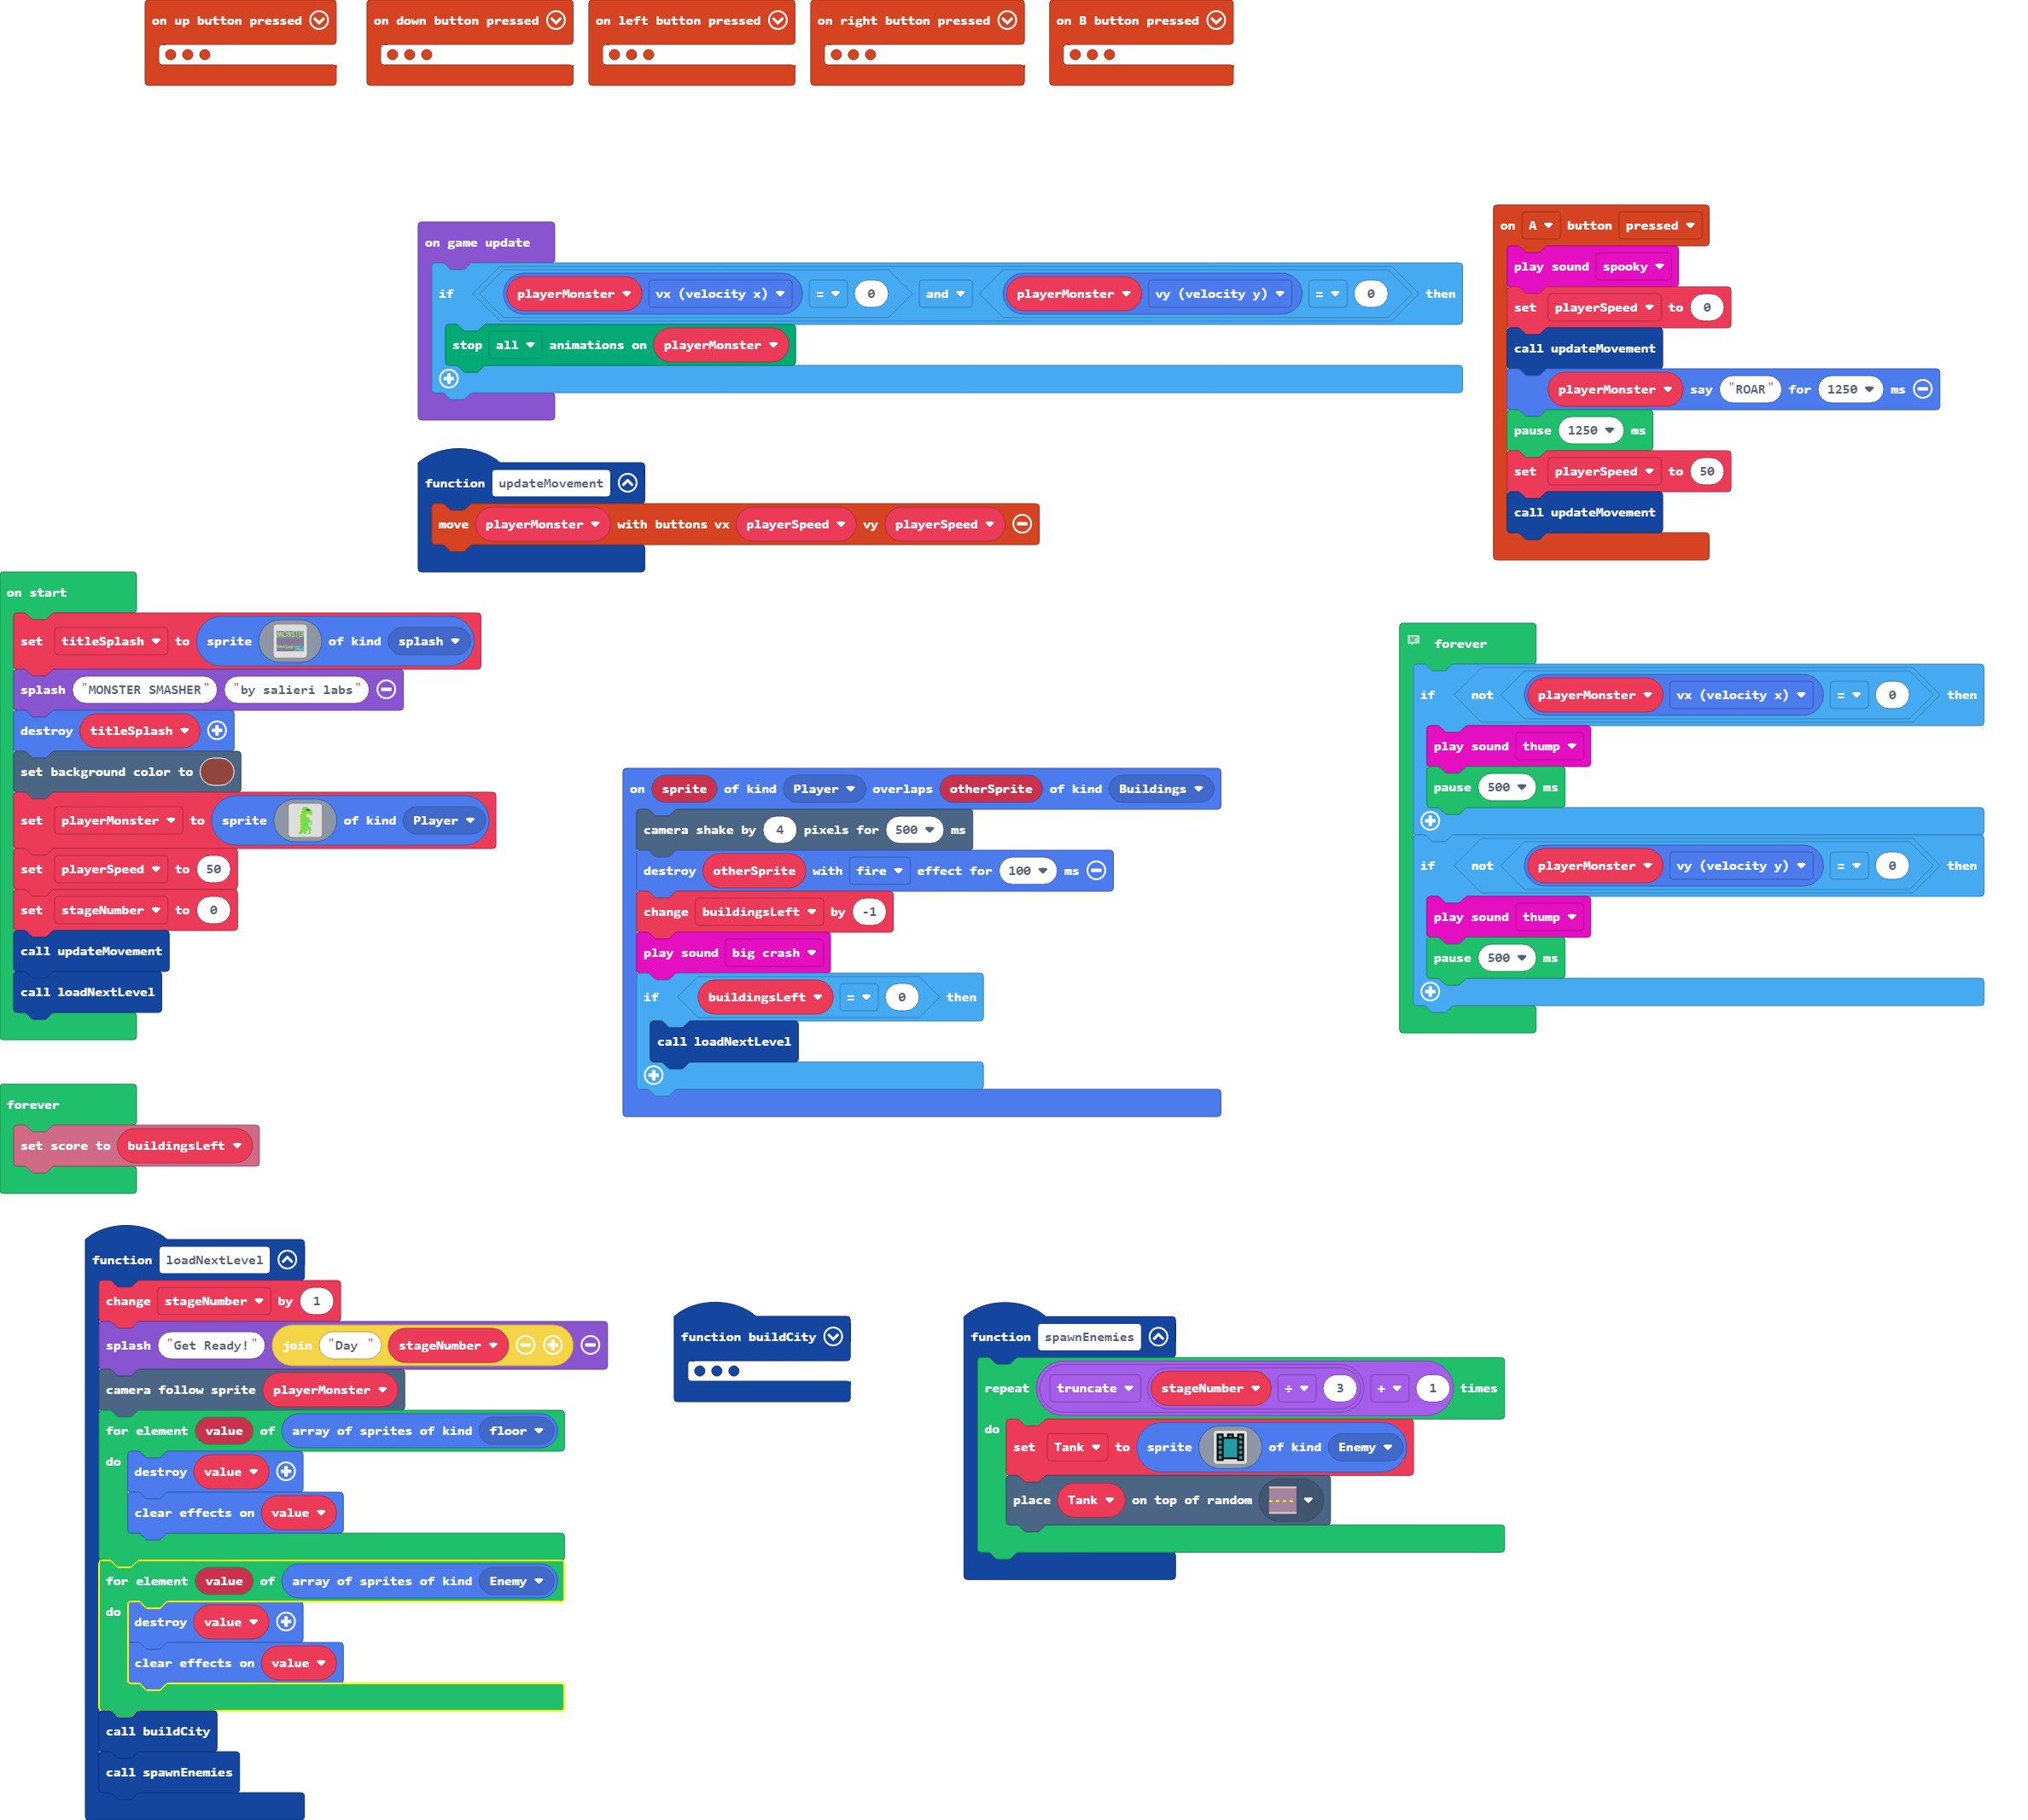 on up button pressed
on down button pressed
on left button pressed
on right button pressed
on B button pressed
on game update
if playerMonster vx (velocity x) = 0 and playerMonster vy (velocity y) = 0 then
stop all animations on playerMonster
function updateMovement
move playerMonster with buttons vx playerSpeed vy playerSpeed
on A button pressed
play sound spooky
set playerSpeed to 0
call updateMovement
playerMonster say "ROAR" for 1250 ms
pause 1250 ms
set playerSpeed to 50
call updateMovement
on start
set titleSplash to sprite of kind splash
splash "MONSTER SMASHER" "by salieri labs"
destroy titleSplash
set background color to
set playerMonster to sprite of kind Player
set playerSpeed to 50
set stageNumber to 0
call updateMovement
call loadNextLevel
forever
set score to buildingsLeft
on sprite of kind Player overlaps otherSprite of kind Buildings
camera shake by 4 pixels for 500 ms
destroy otherSprite with fire effect for 100 ms
change buildingsLeft by -1
play sound big crash
if buildingsLeft = 0 then
call loadNextLevel
forever
if not playerMonster vx (velocity x) = 0 then
play sound thump
pause 500 ms
if not playerMonster vy (velocity y) = 0 then
play sound thump
pause 500 ms
function loadNextLevel
change stageNumber by 1
splash "Get Ready!" join "Day " stageNumber
camera follow sprite playerMonster
for element value of array of sprites of kind floor
do destroy value
clear effects on value
for element value of array of sprites of kind Enemy
do destroy value
clear effects on value
call buildCity
call spawnEnemies
function buildCity
function spawnEnemies
repeat truncate stageNumber ÷ 3 + 1 times
do set Tank to sprite of kind Enemy
place Tank on top of random